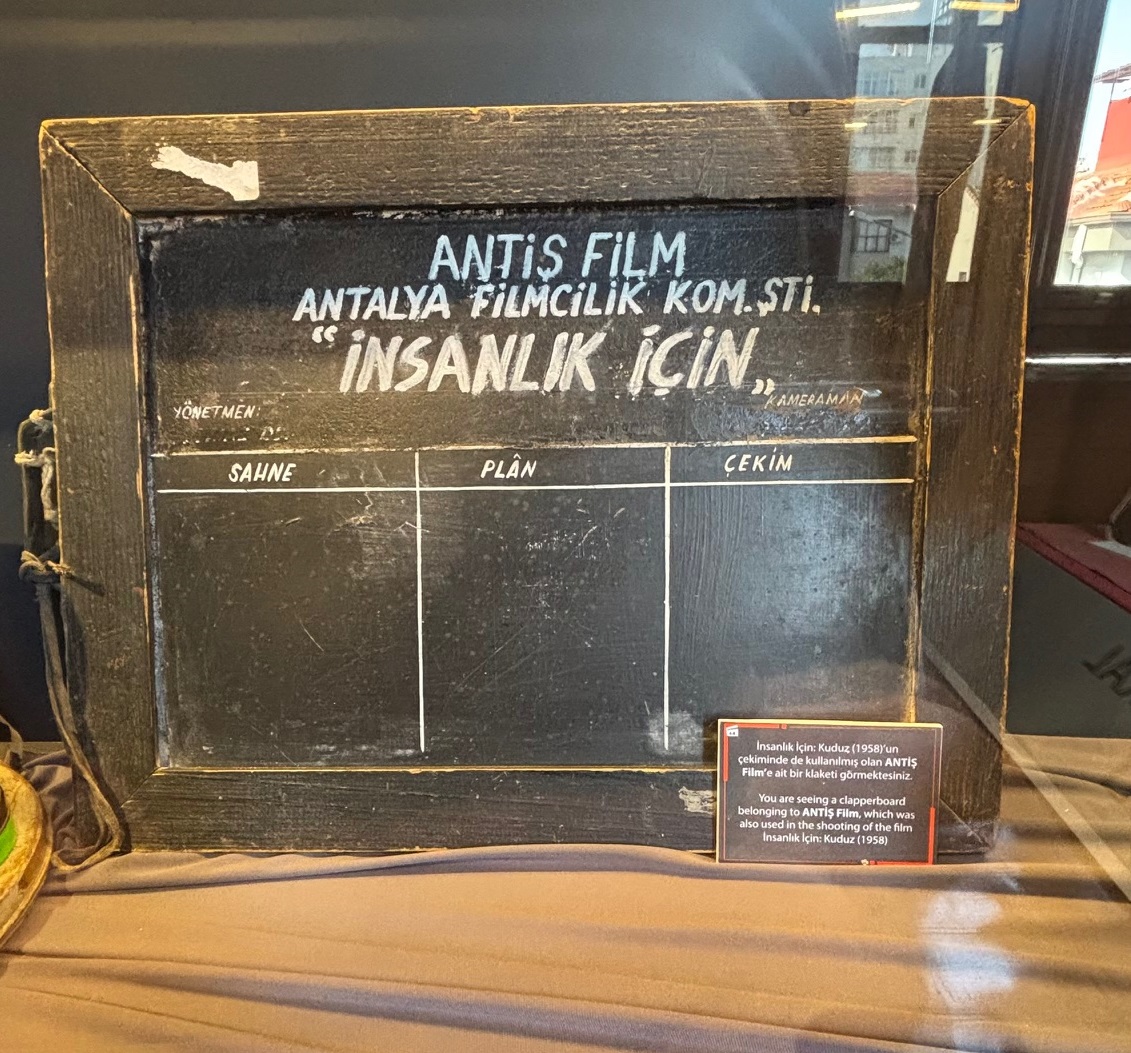 ANTİŞ FİLM
ANTALYA FİLMCİLİK KOM.ŞTİ.
“İNSANLIK İÇİN„
YÖNETMEN: KAMERAMAN
SAHNE PLÂN ÇEKİM
İnsanlık İçin: Kuduz (1958)'un
çekiminde de kullanılmış olan ANTİŞ
Film'e ait bir klaketi görmektesiniz.
You are seeing a clapperboard
belonging to ANTİŞ Film, which was
also used in the shooting of the film
İnsanlık İçin: Kuduz (1958)